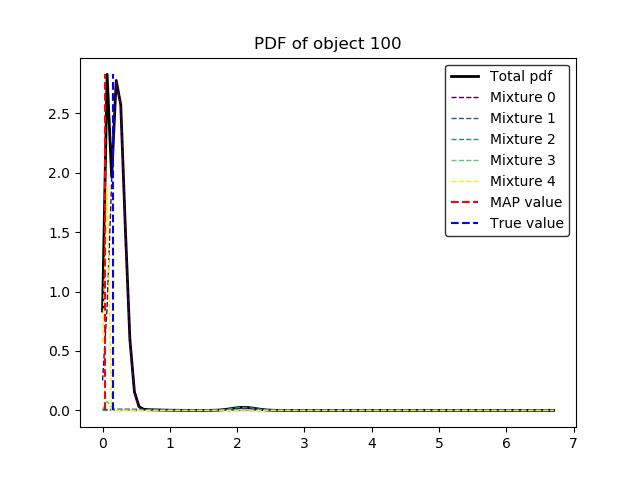 PDF of object 100
Total pdf
Mixture 0
Mixture 1
Mixture 2
Mixture 3
Mixture 4
MAP value
True value
2.5
2.0
1.5
1.0
0.5
0.0
0 1 2 3 4 5 6 7